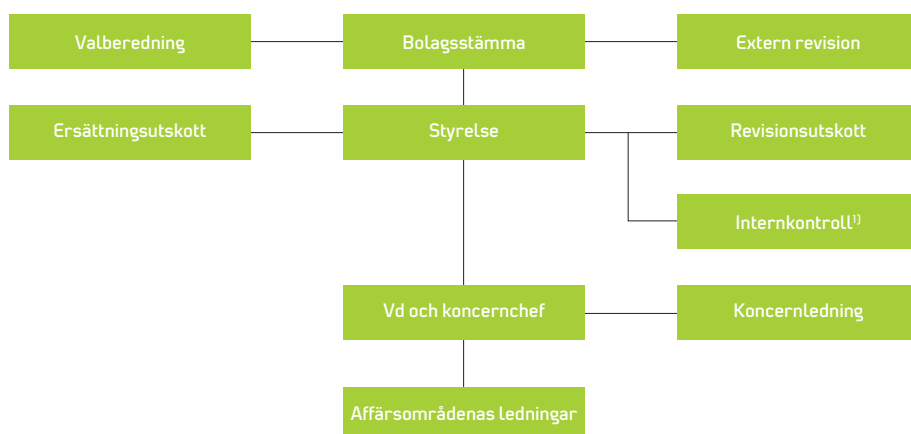 Valberedning
Bolagsstämma
Extern revision
Ersättningsutskott
Styrelse
Revisionsutskott
Internkontroll¹⁾
Vd och koncernchef
Koncernledning
Affärsområdenas ledningar